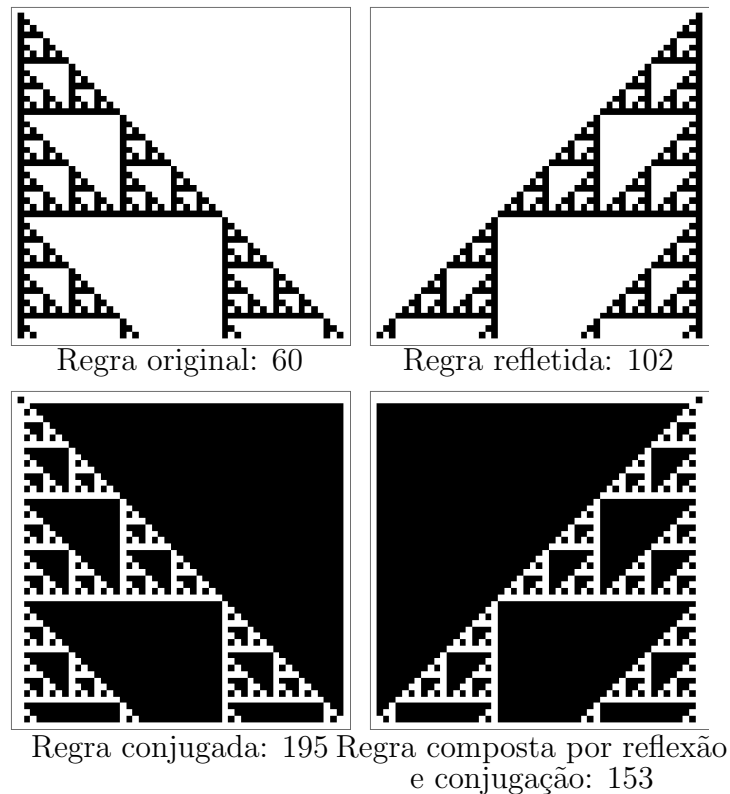 Regra original: 60
Regra refletida: 102
Regra conjugada: 195
Regra composta por reflexão
e conjugação: 153